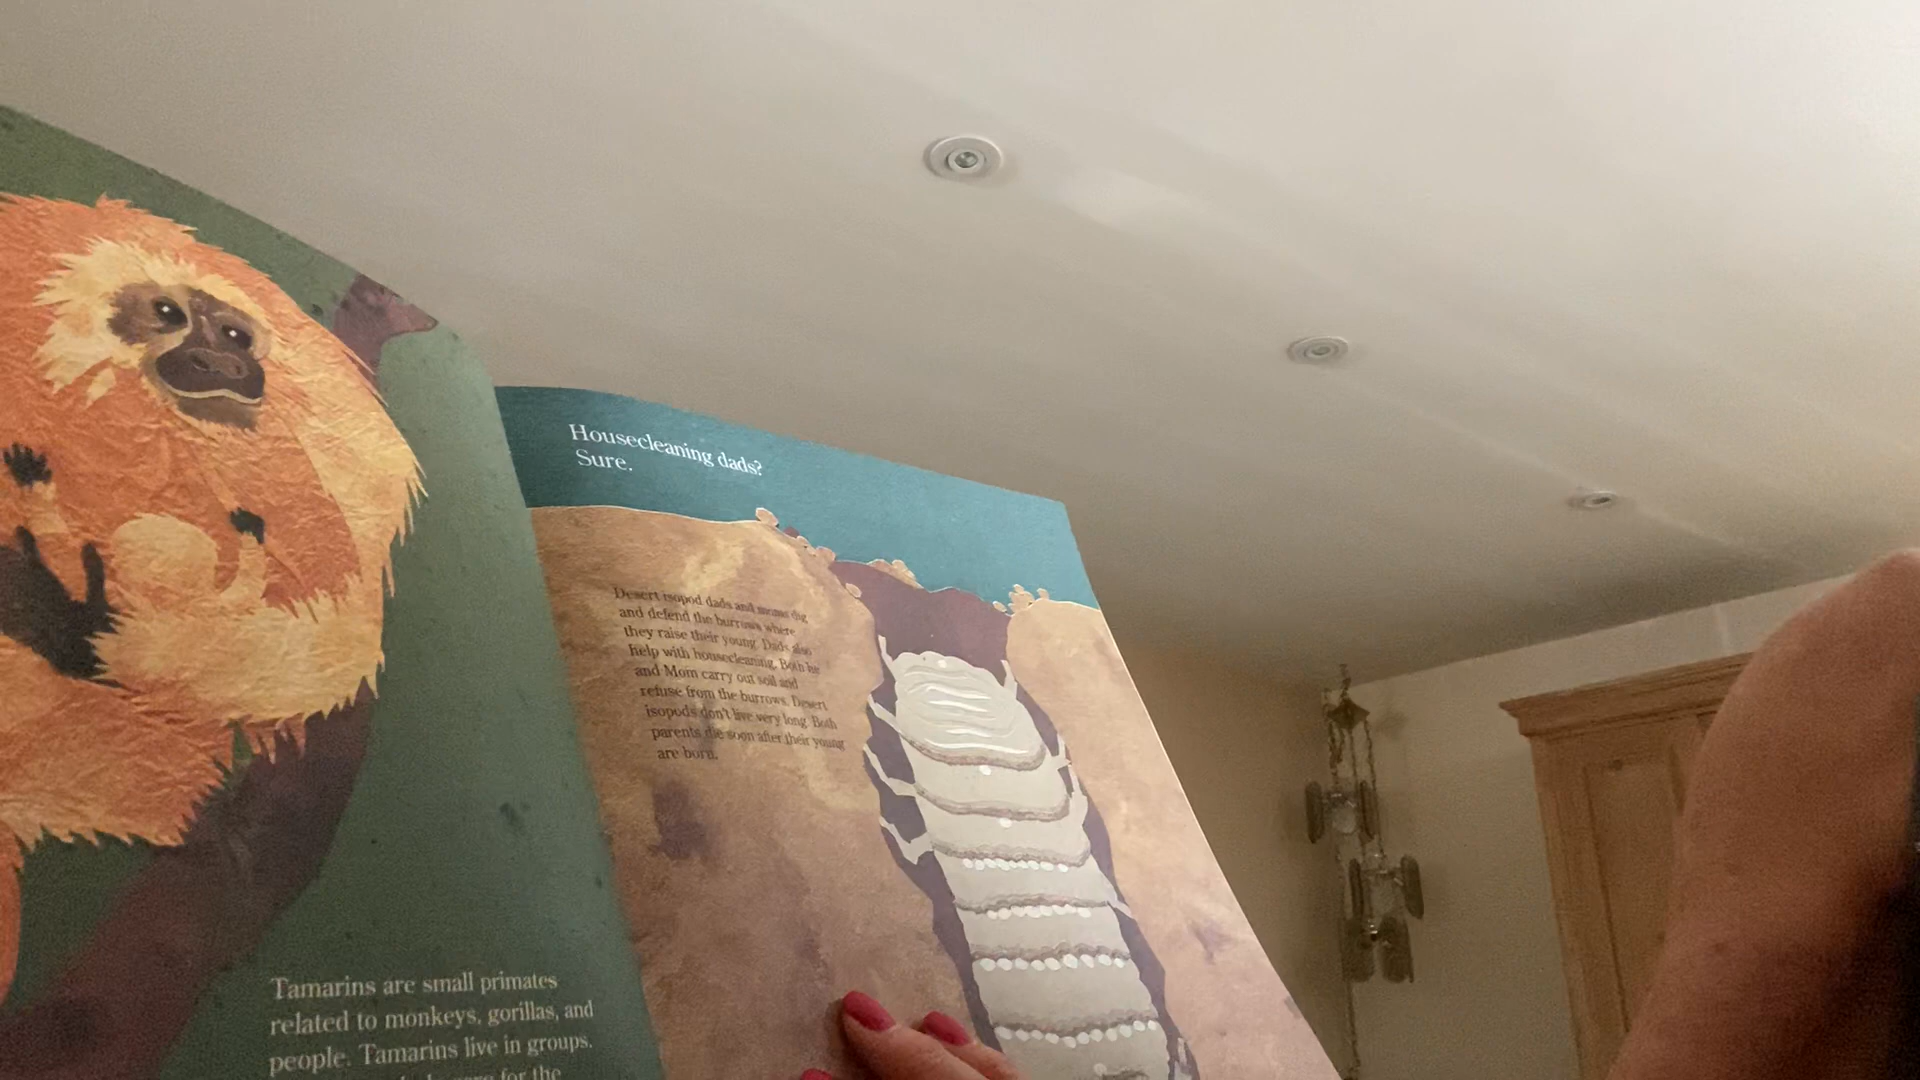 Tamarins are small primates
related to monkeys, gorillas, and
people. Tamarins live in groups.
for the
Housecleaning dads?
Sure.
Desert isopod dads and moms dig
and defend the burrows where
they raise their young. Dads also
help with housecleaning. Both he
and Mom carry out soil and
refuse from the burrows. Desert
isopods don't live very long. Both
parents die soon after their young
are born.